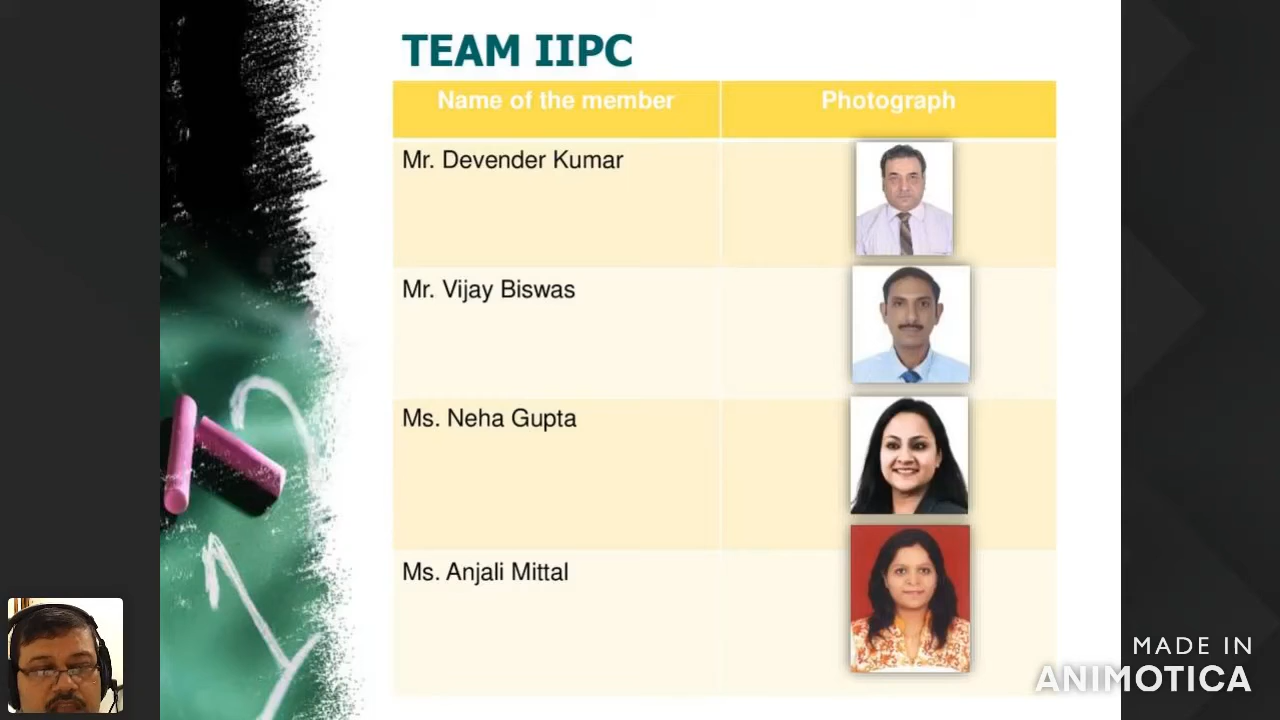 TEAM IIPC
Name of the member Photograph
Mr. Devender Kumar
Mr. Vijay Biswas
Ms. Neha Gupta
Ms. Anjali Mittal
MADE IN
ANIMOTICA